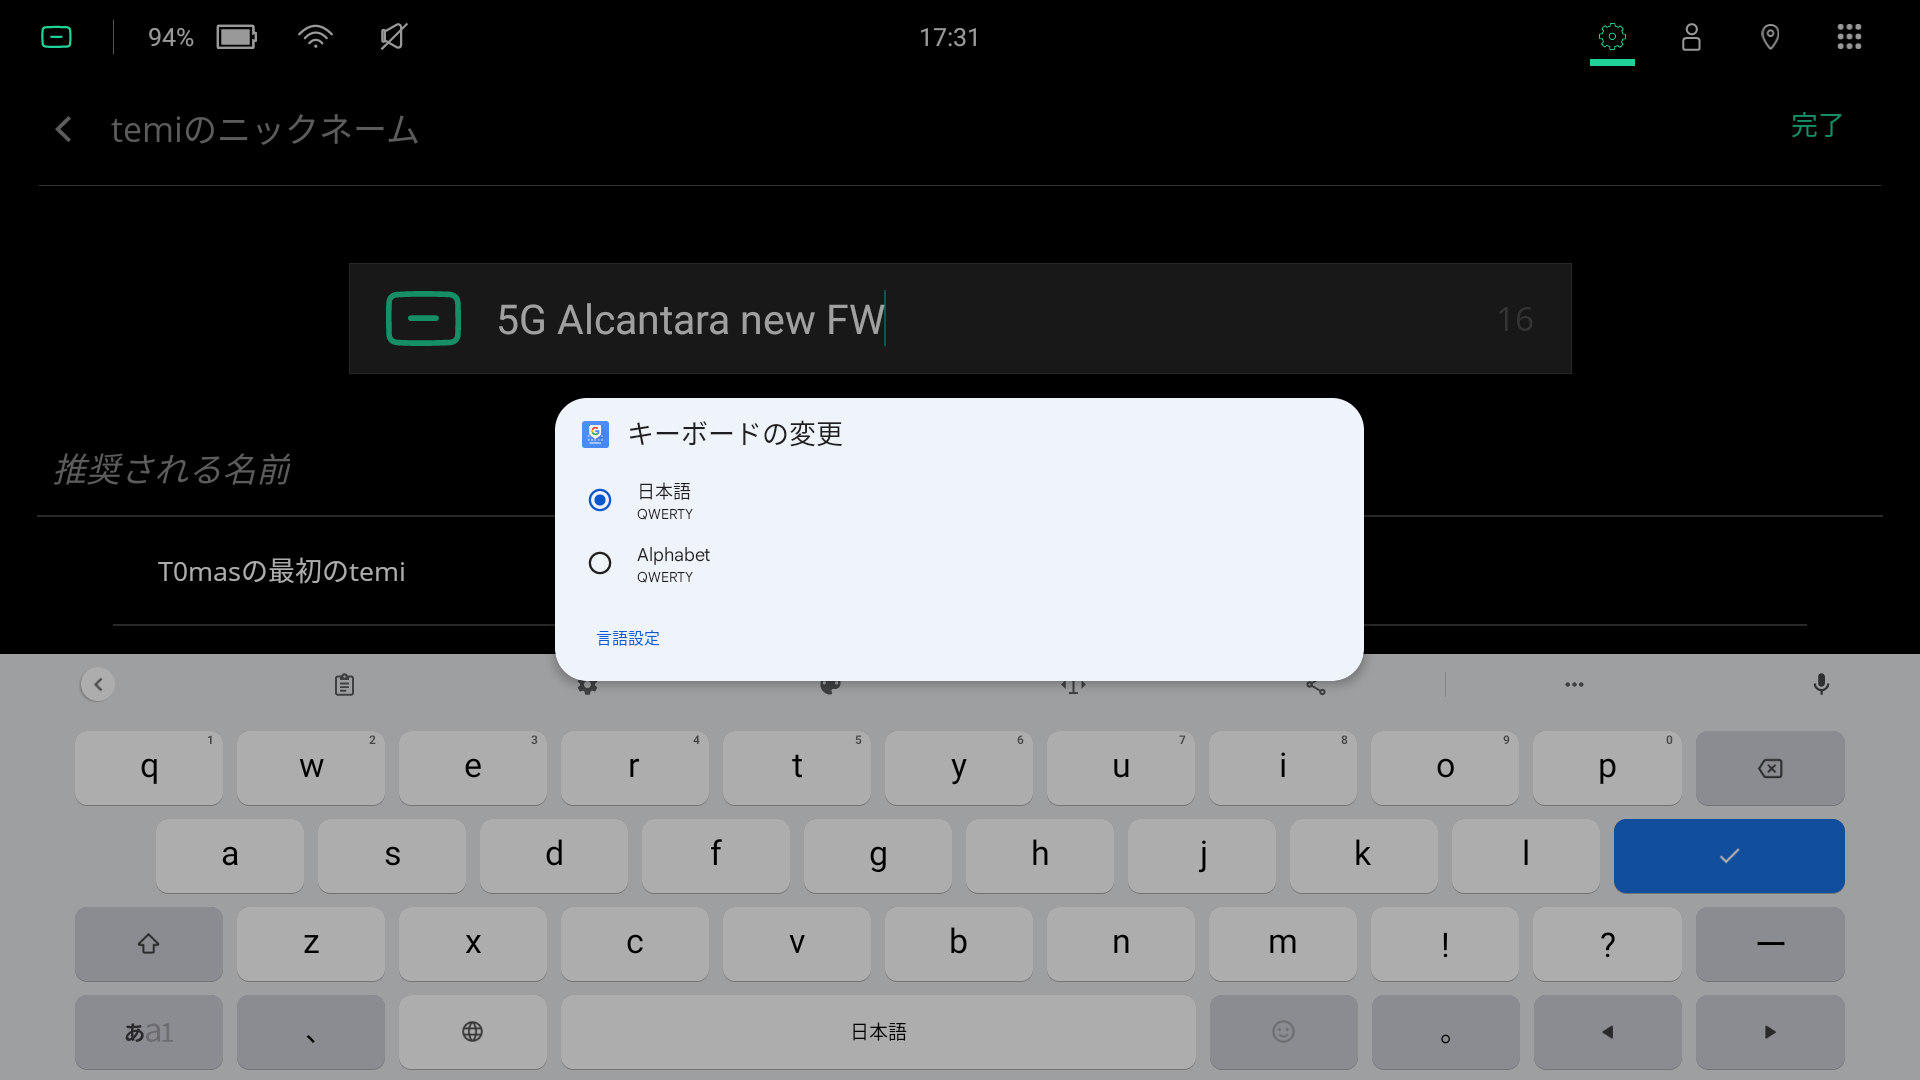 94%
17:31
temiのニックネーム
完了
5G Alcantara new FW
16
キーボードの変更
推奨される名前
日本語
QWERTY
Alphabet
QWERTY
T0masの最初のtemi
言語設定
q 1 w 2 e 3 r 4 t 5 y 6 u 7 i 8 o 9 p 0
a s d f g h j k l
z x c v b n m ! ? ー
あa1 、 日本語 。